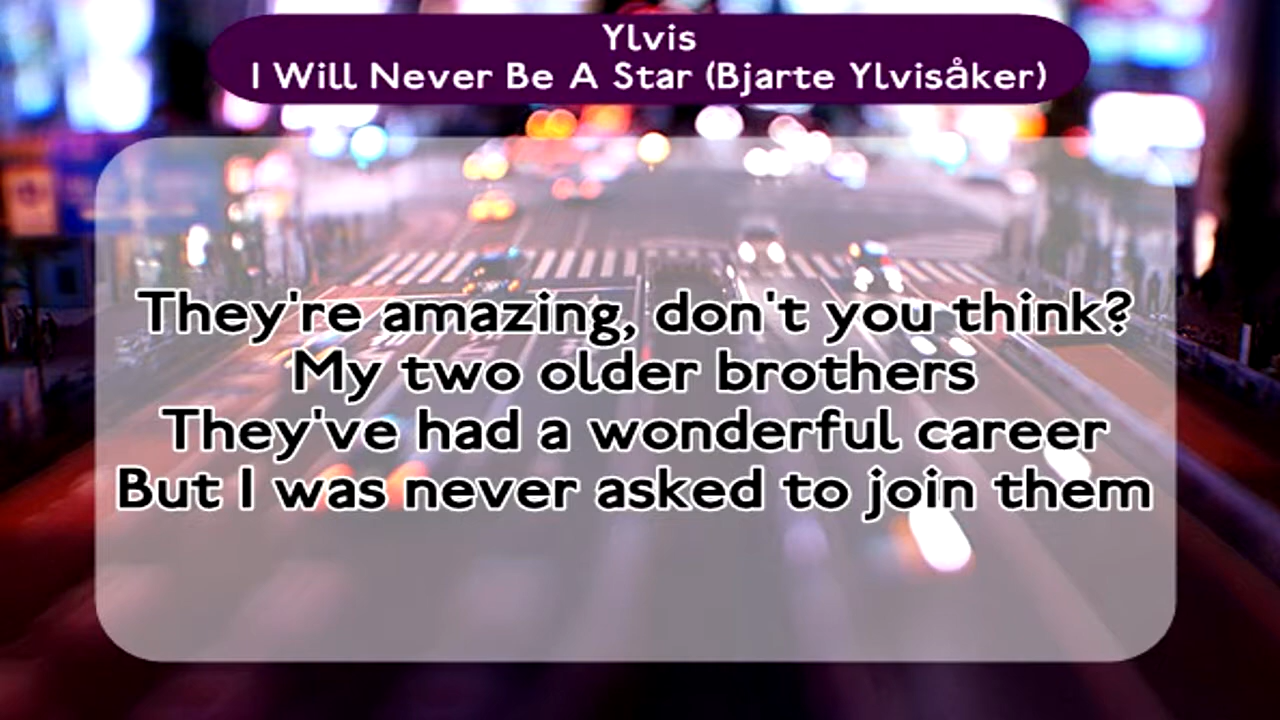 Ylvis
I Will Never Be A Star (Bjarte Ylvisåker)
They're amazing, don't you think?
My two older brothers
They've had a wonderful career
But I was never asked to join them